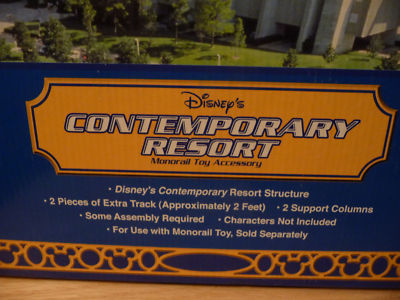 Disney's
CONTEMPORARY
RESORT
Monorail Toy Accessory
• Disney's Contemporary Resort Structure
• 2 Pieces of Extra Track (Approximately 2 Feet) • 2 Support Columns
• Some Assembly Required • Characters Not Included
• For Use with Monorail Toy, Sold Separately